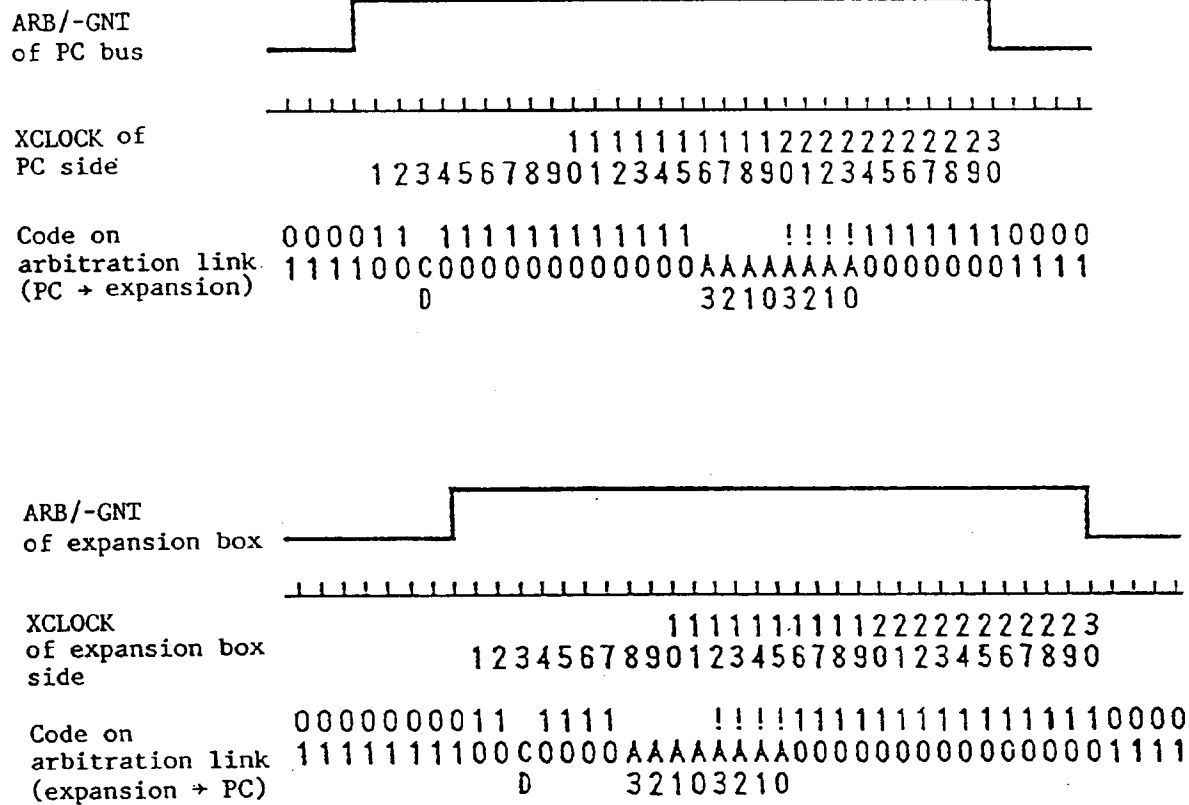 ARB/-GNT
of PC bus
XCLOCK of 111111111122222222223
PC side 123456789012345678901234567890
Code on 000011 111111111111 !!!!11111110000
arbitration link 111100C000000000000AAAAAAAA00000001111
(PC → expansion) D 32103210
ARB/-GNT
of expansion box
XCLOCK 111111111122222222223
of expansion box 123456789012345678901234567890
side
Code on 0000000011 1111 !!!!1111111111111110000
arbitration link 1111111100C0000AAAAAAAA0000000000000001111
(expansion → PC) D 32103210